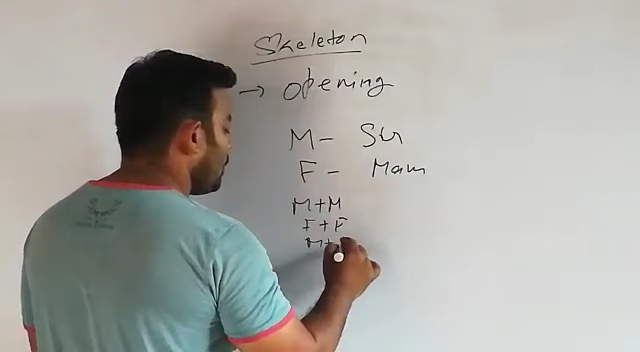 Skeleton
→ opening
M - Sir
F - Mam
M+M
F+F
M+